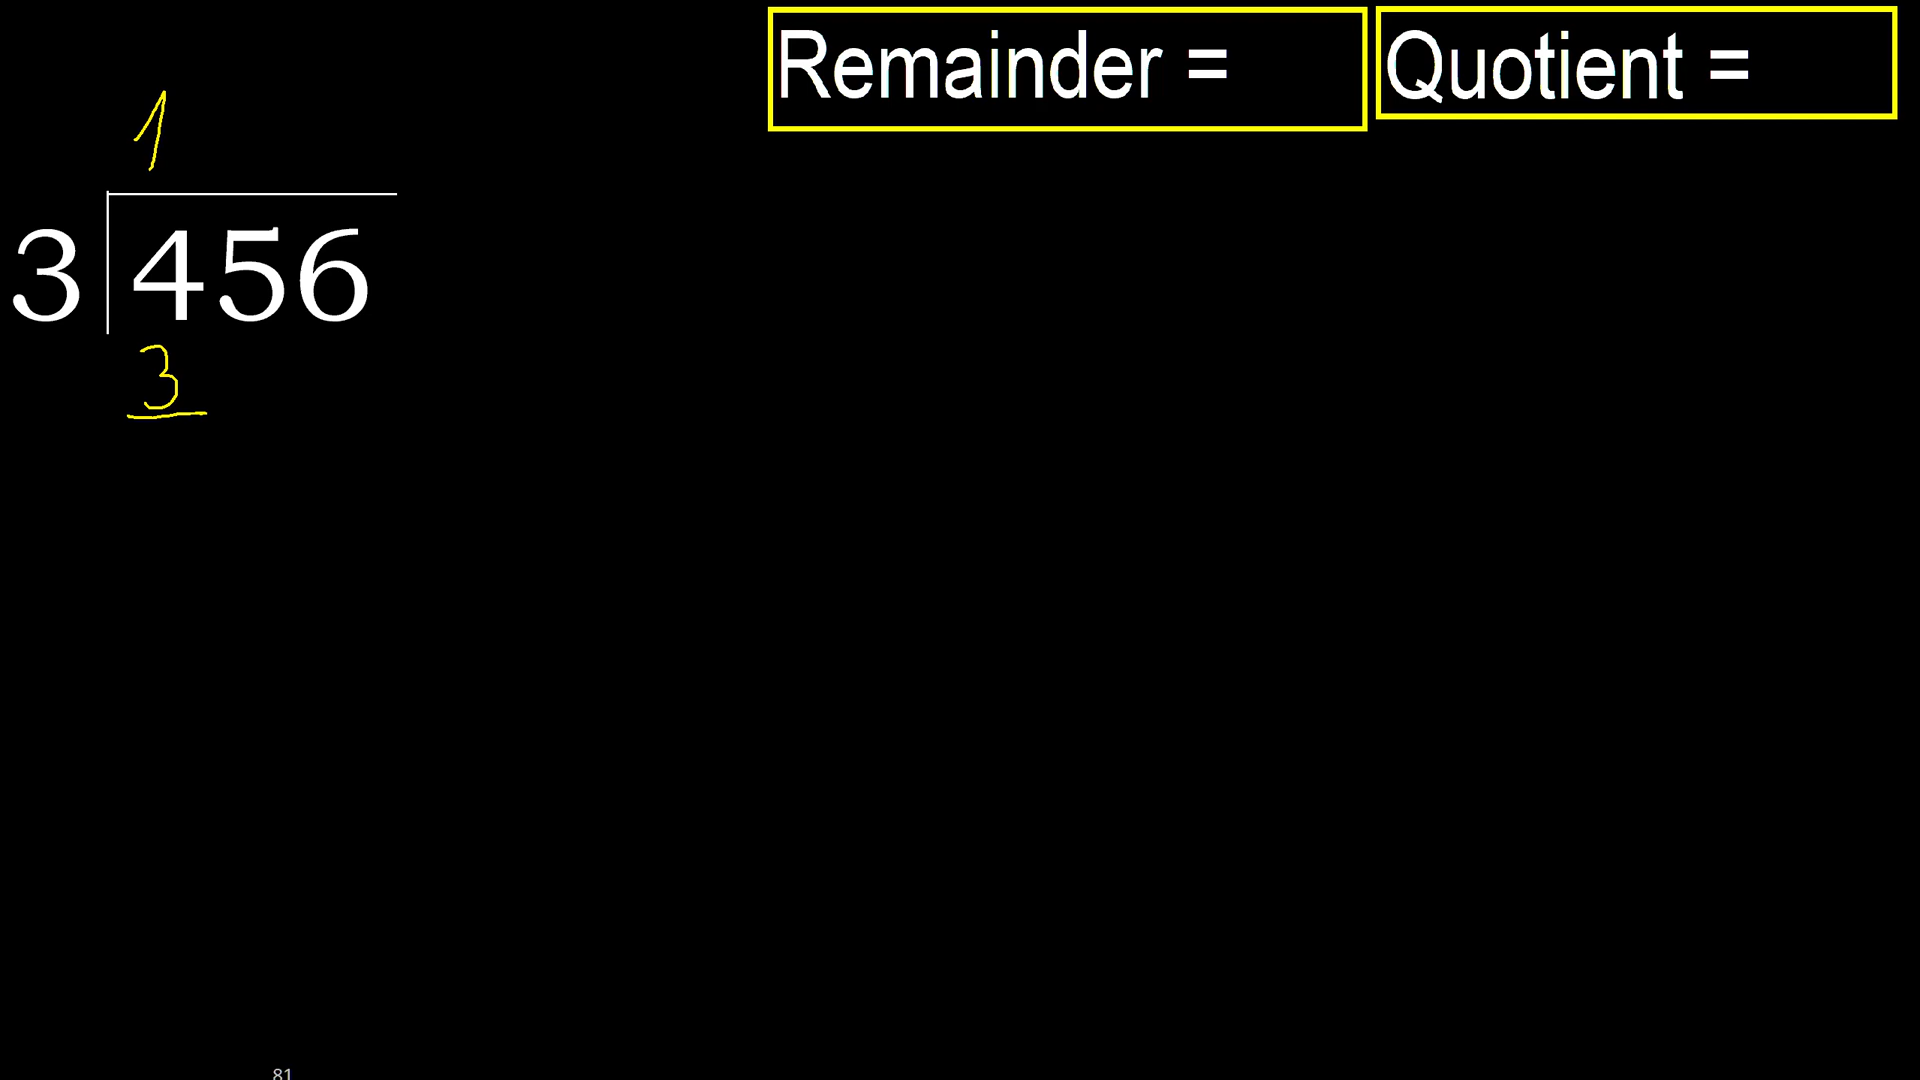 Remainder =
Quotient =
1
3 456
3
81